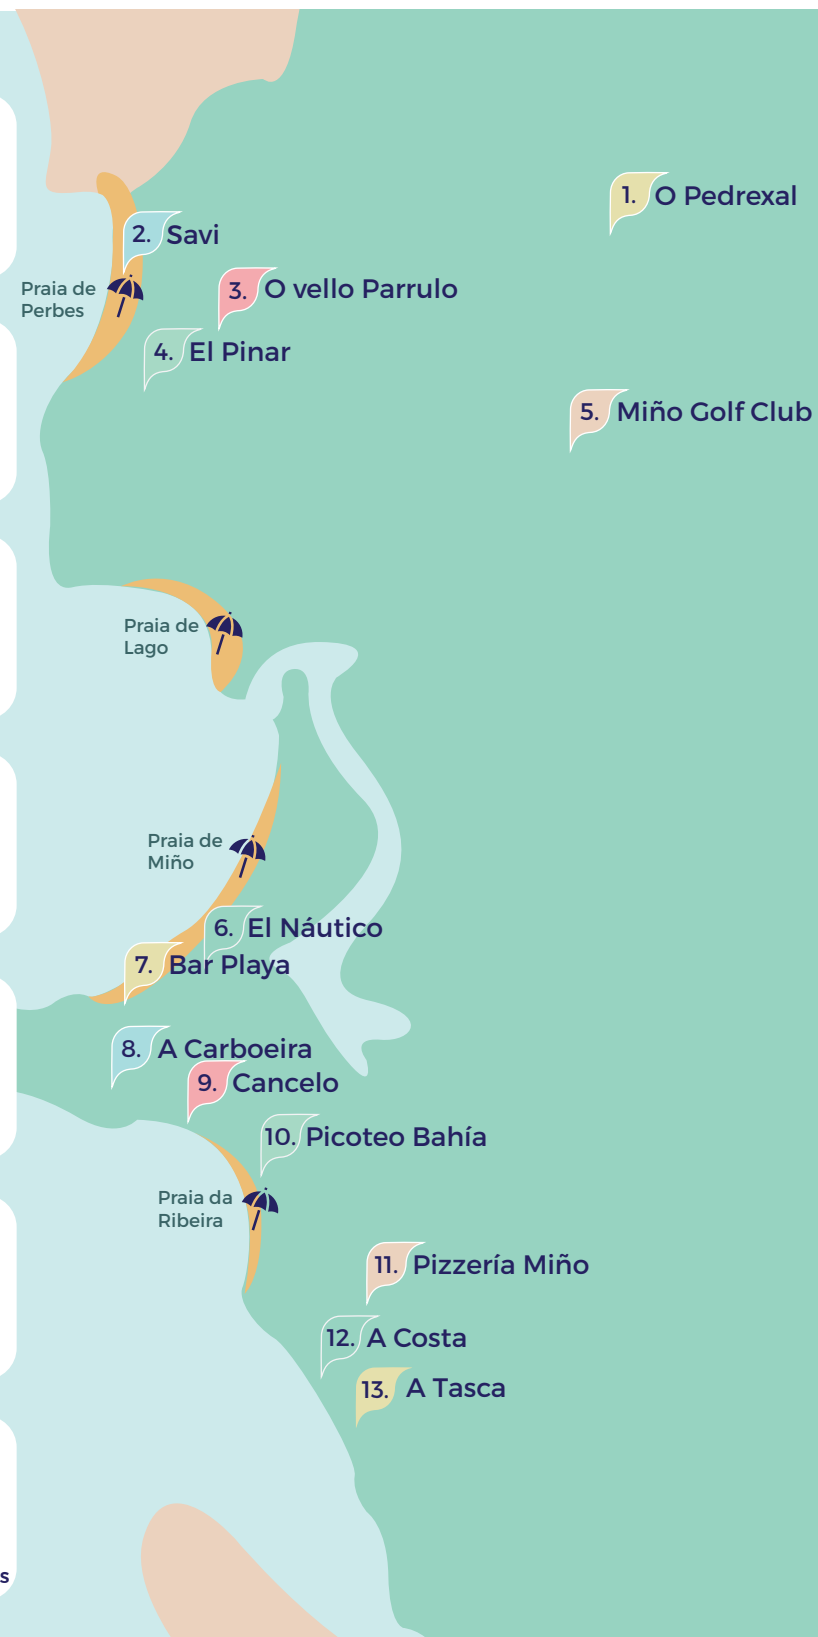 1. O Pedrexal
2. Savi
Praia de
Perbes
3. O vello Parrulo
4. El Pinar
5. Miño Golf Club
Praia de
Lago
Praia de
Miño
6. El Náutico
7. Bar Playa
8. A Carboeira
9. Cancelo
10. Picoteo Bahía
Praia da
Ribeira
11. Pizzería Miño
12. A Costa
13. A Tasca
s